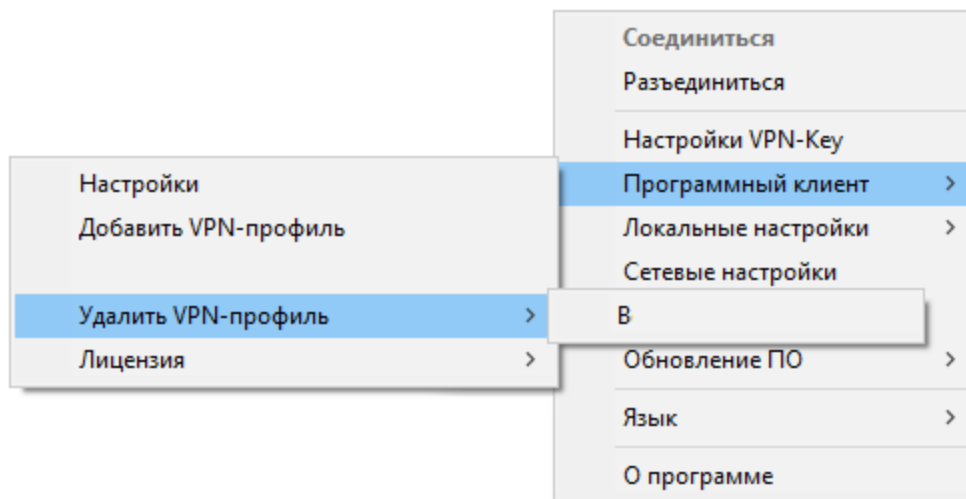 Соединиться
Разъединиться
Настройки VPN-Key
Программный клиент
Локальные настройки
Сетевые настройки
Обновление ПО
Язык
О программе
Настройки
Добавить VPN-профиль
Удалить VPN-профиль
Лицензия
В